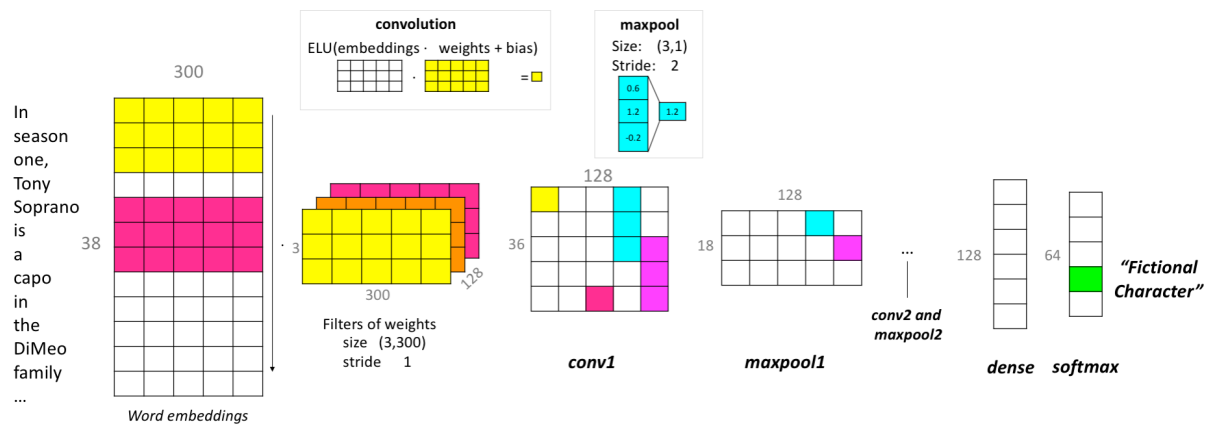 convolution
ELU(embeddings · weights + bias)
·
=
maxpool
Size: (3,1)
Stride: 2
0.6
1.2
-0.2
1.2
300
In
season
one,
Tony
Soprano
is
a
capo
in
the
DiMeo
family
...
38
Word embeddings
·
3
300
128
Filters of weights
size (3,300)
stride 1
128
36
conv1
128
18
maxpool1
...
conv2 and
maxpool2
128
dense
64
softmax
“Fictional
Character”